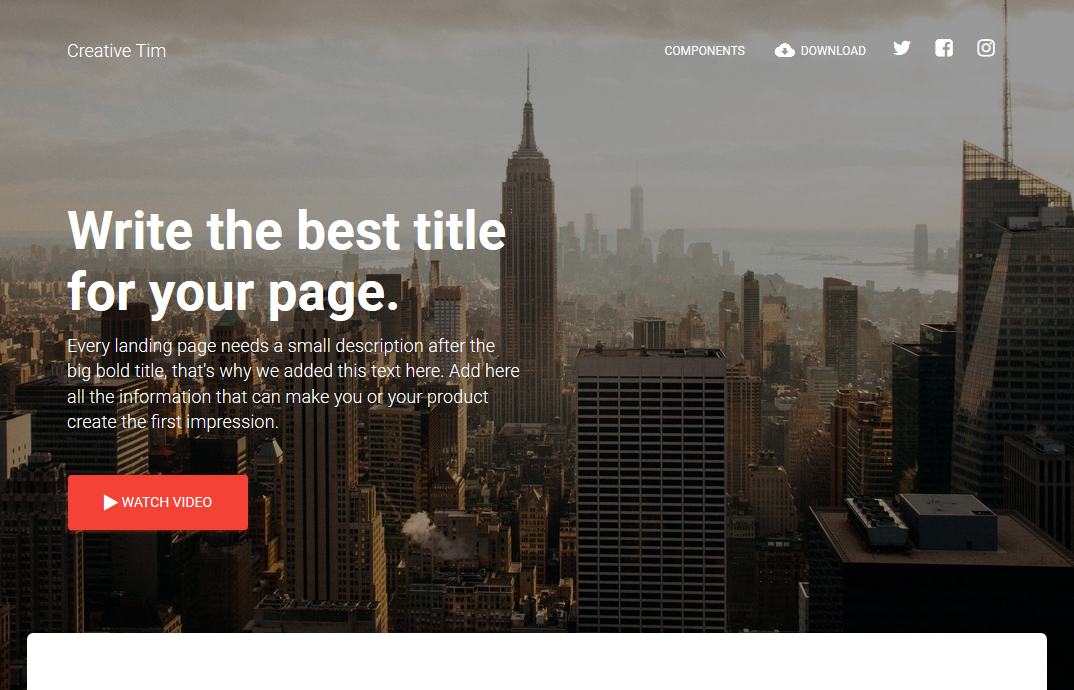 Creative Tim
COMPONENTS
DOWNLOAD
Write the best title
for your page.
Every landing page needs a small description after the
big bold title, that's why we added this text here. Add here
all the information that can make you or your product
create the first impression.
WATCH VIDEO